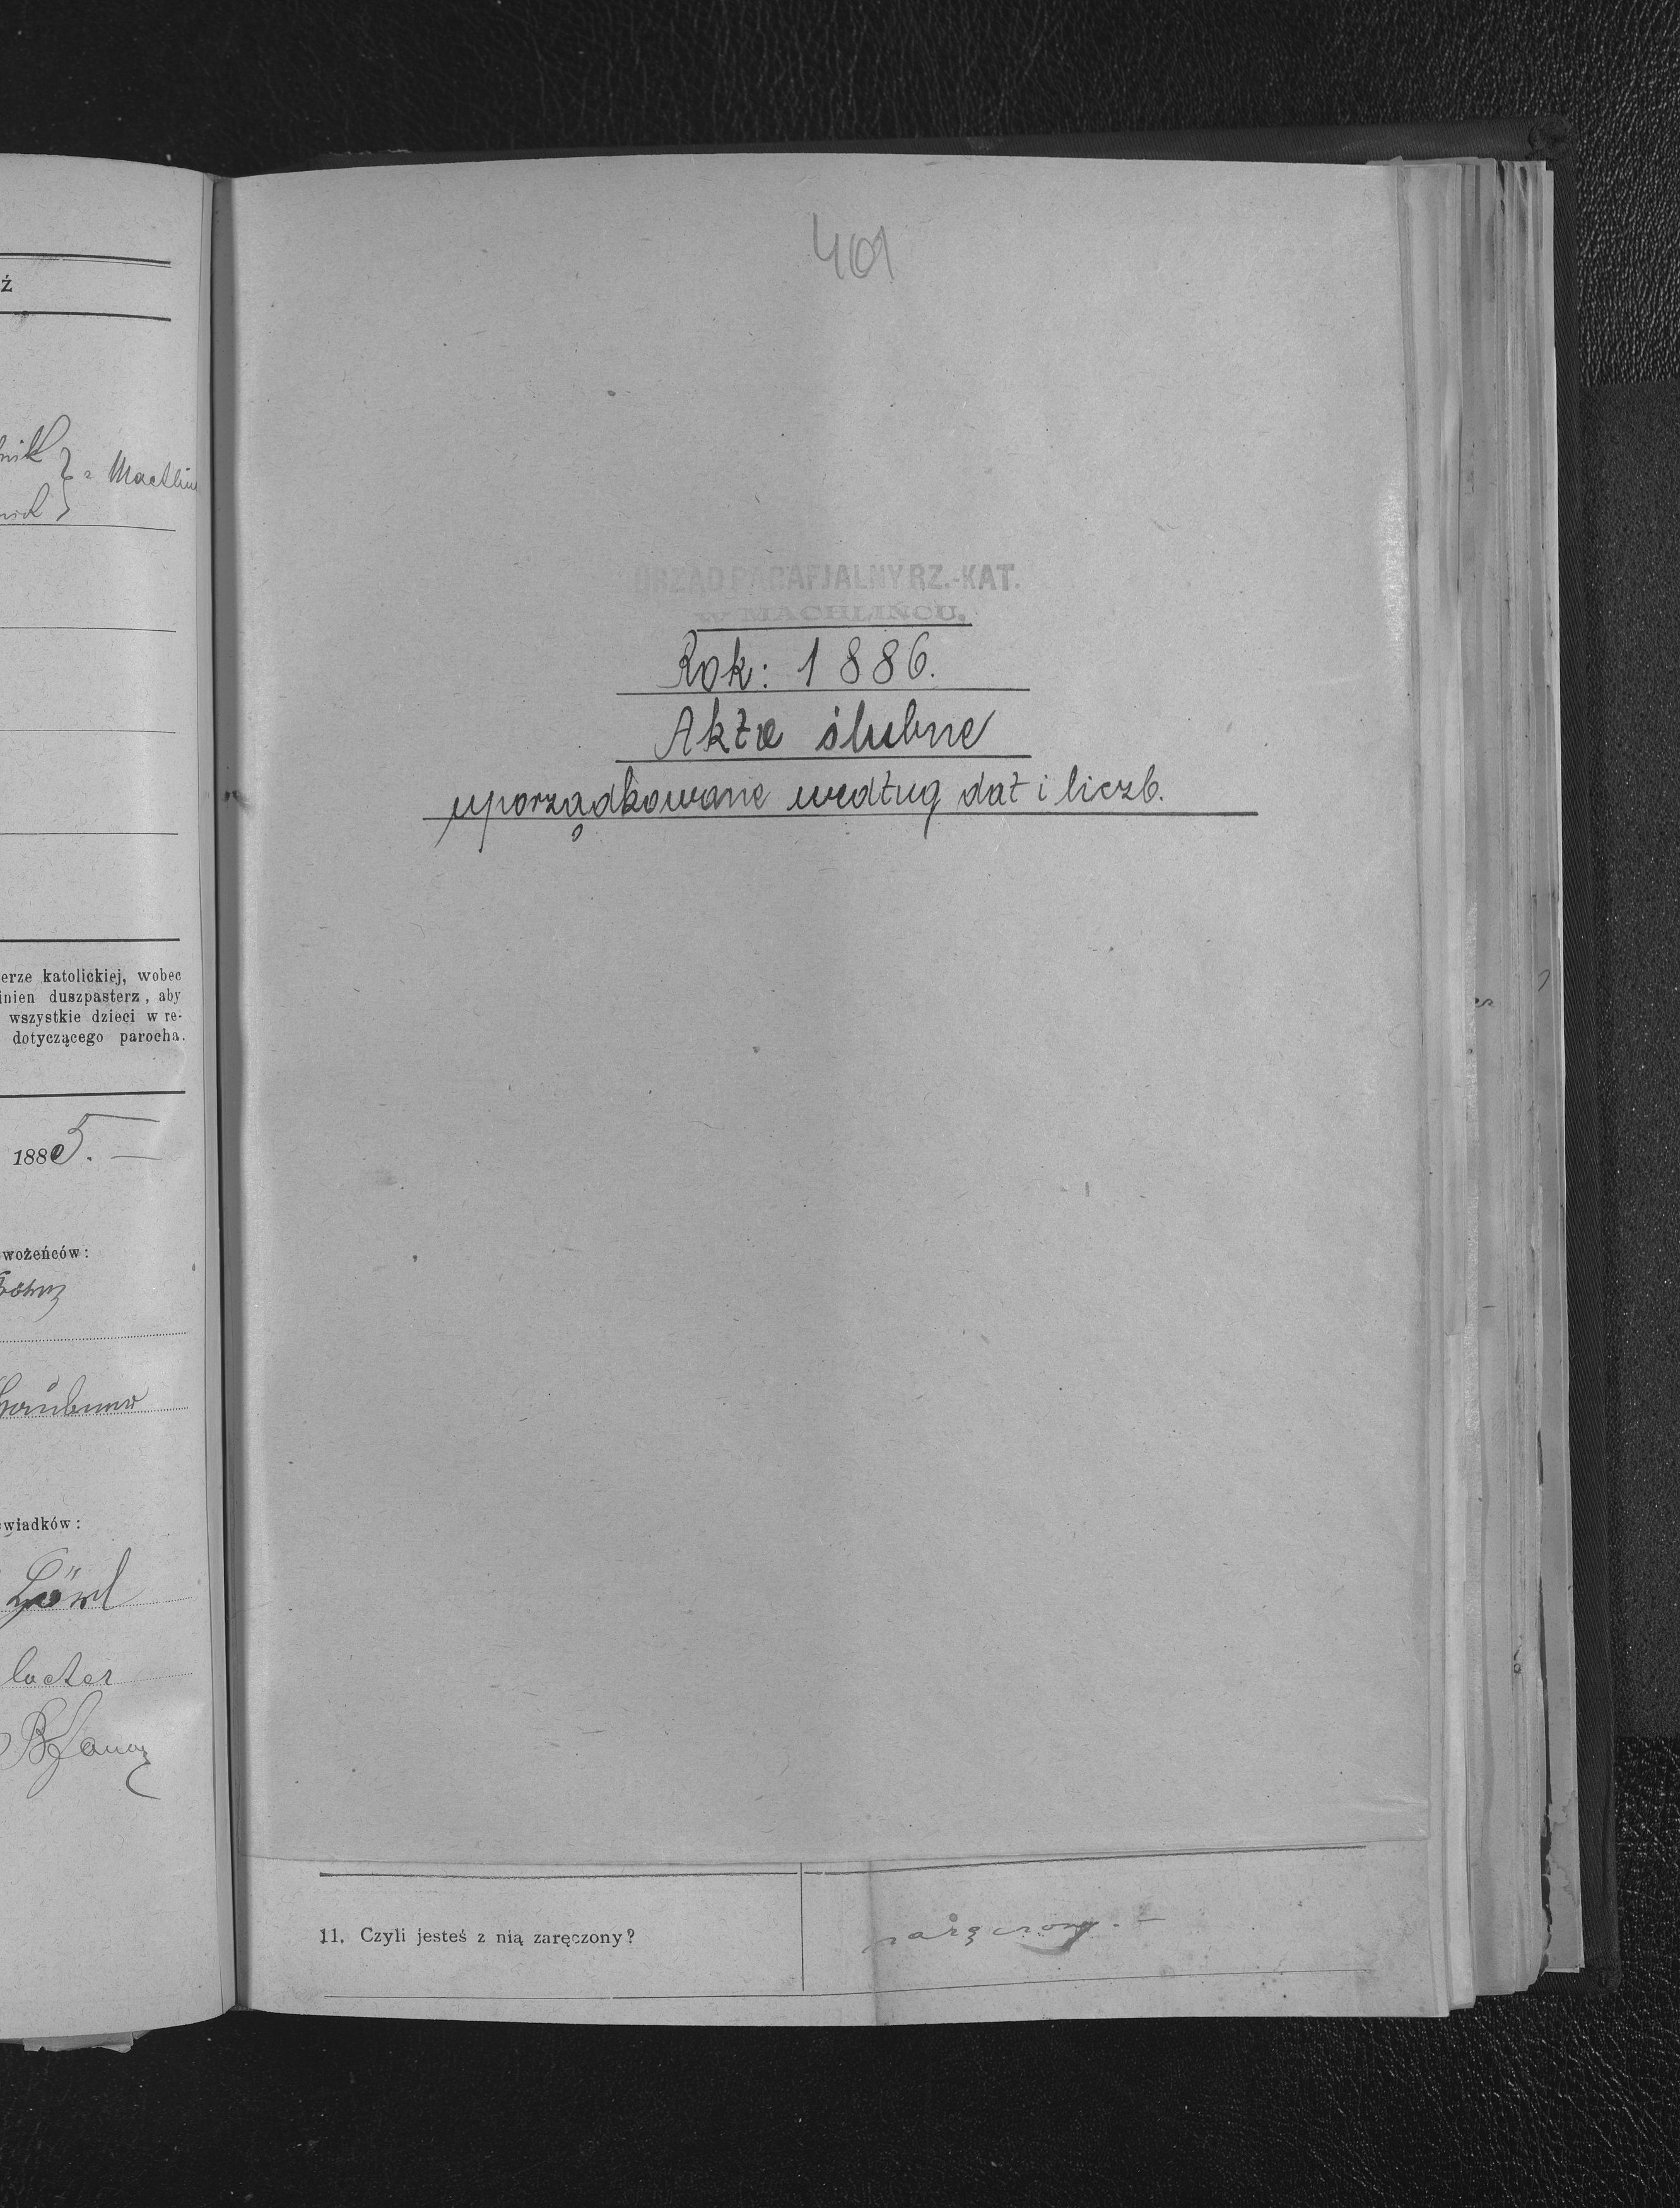 ź
Machlin
erze katolickiej, wobec
inien duszpasterz, aby
wszystkie dzieci w re-
dotyczącego parocha.
1885.
wożeńców:
świadków:
401
URZĄD PARAFJALNY RZ.-KAT.
W MACHLIŃCU.
Rok: 1886.
Akta ślubne
uporządkowane według dat i liczb.
11. Czyli jesteś z nią zaręczony?
zaręczony. –